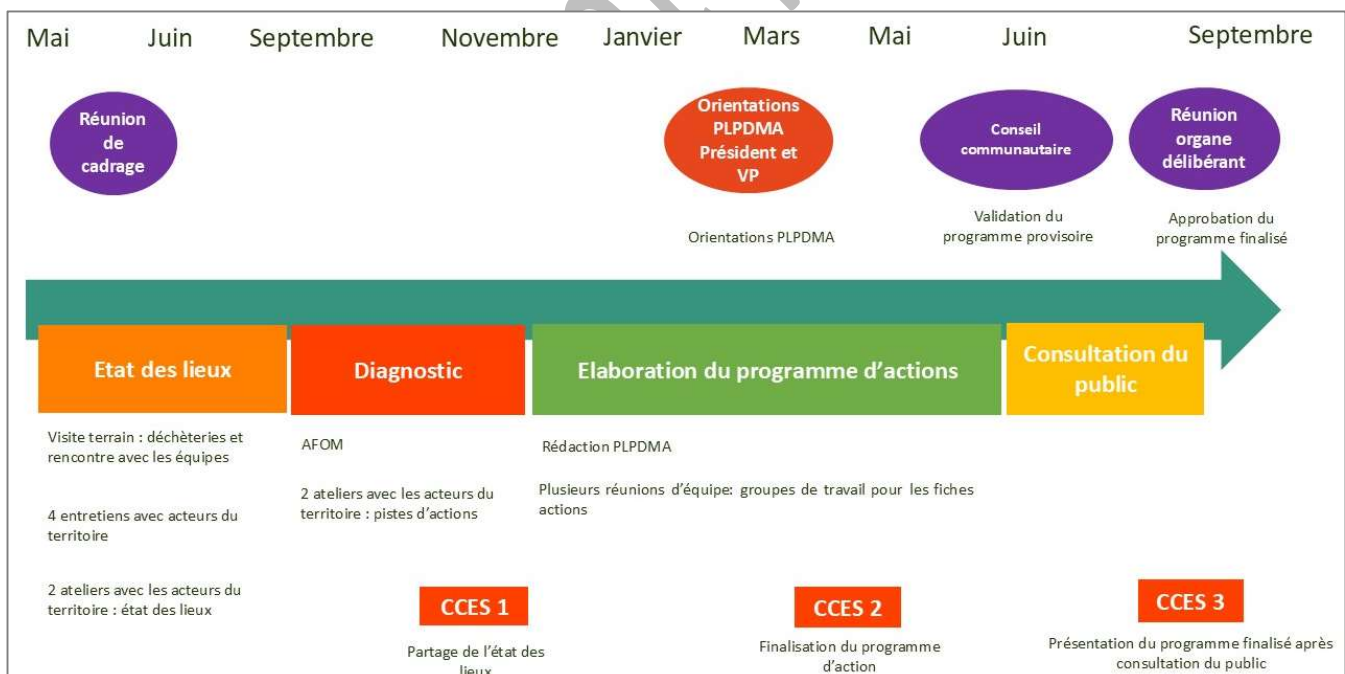 Mai Juin Septembre Novembre Janvier Mars Mai Juin Septembre
Réunion
de
cadrage
Orientations
PLPDMA
Président et
VP
Conseil
communautaire
Réunion
organe
délibérant
Orientations PLPDMA
Validation du
programme provisoire
Approbation du
programme finalisé
Etat des lieux
Diagnostic
Elaboration du programme d'actions
Consultation du
public
Visite terrain : déchèteries et
rencontre avec les équipes
4 entretiens avec acteurs du
territoire
2 ateliers avec les acteurs du
territoire : état des lieux
AFOM
2 ateliers avec les acteurs du
territoire : pistes d'actions
Rédaction PLPDMA
Plusieurs réunions d'équipe: groupes de travail pour les fiches
actions
CCES 1
Partage de l'état des
lieux
CCES 2
Finalisation du programme
d'action
CCES 3
Présentation du programme finalisé après
consultation du public